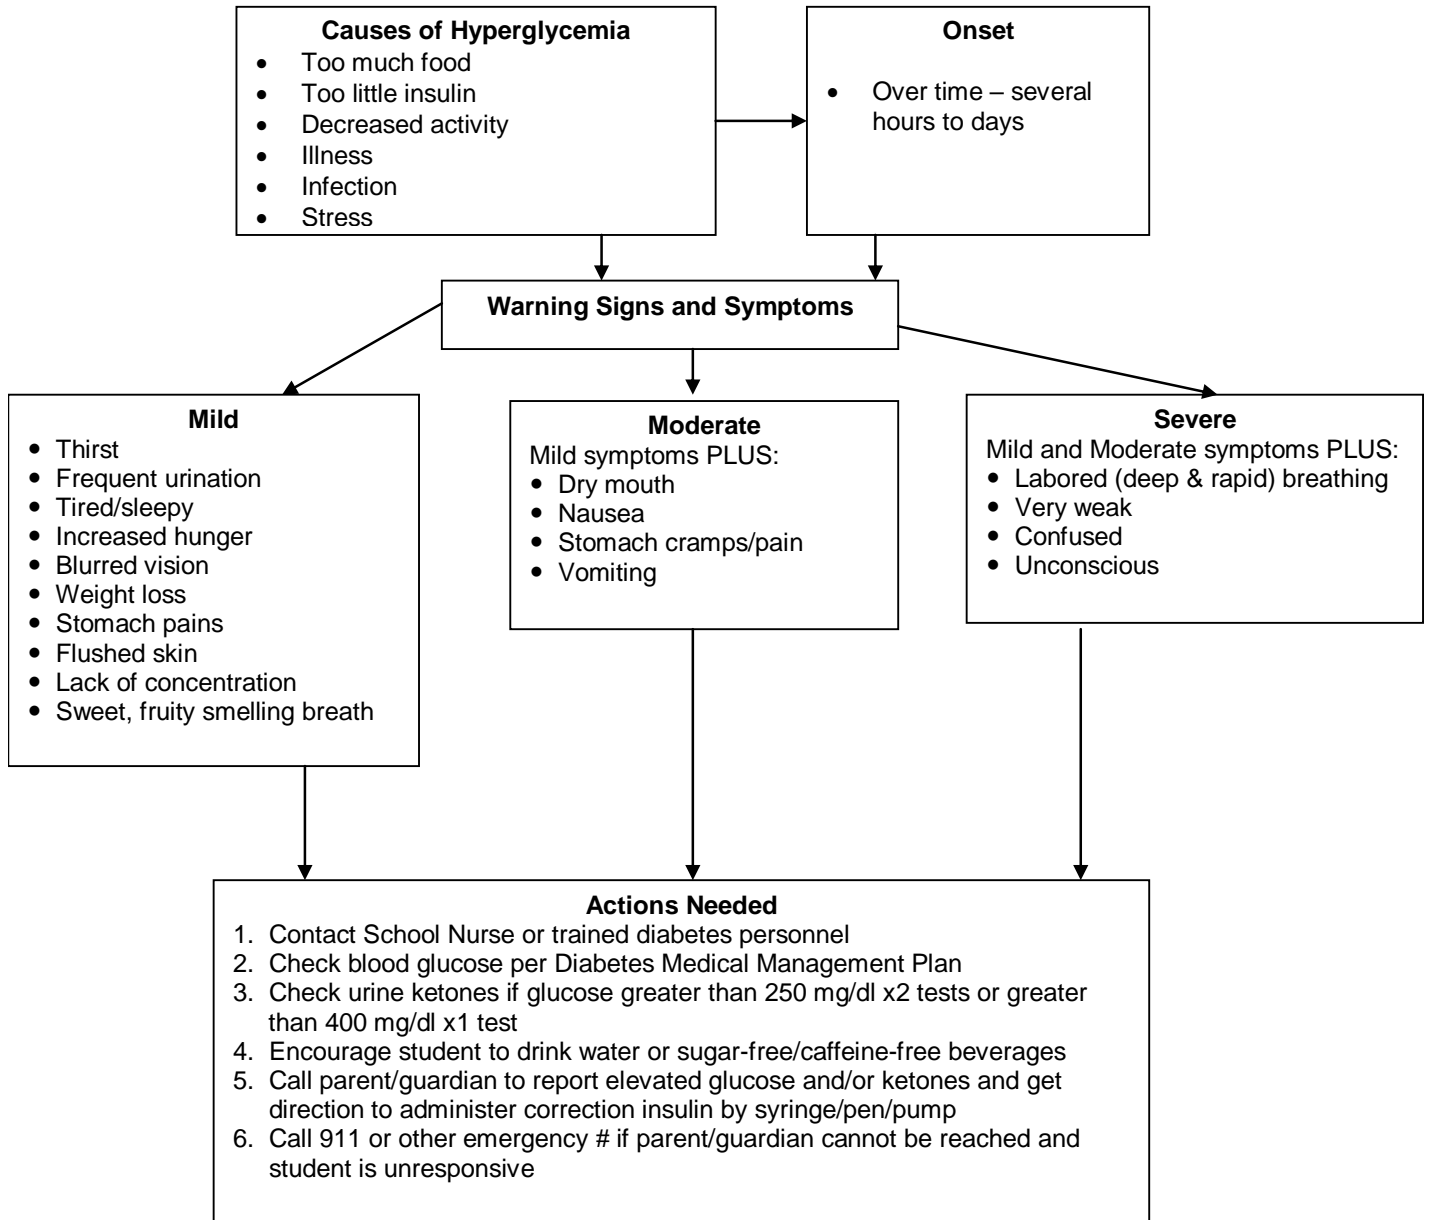 Causes of Hyperglycemia
• Too much food
• Too little insulin
• Decreased activity
• Illness
• Infection
• Stress
Onset
• Over time – several
hours to days
Warning Signs and Symptoms
Mild
• Thirst
• Frequent urination
• Tired/sleepy
• Increased hunger
• Blurred vision
• Weight loss
• Stomach pains
• Flushed skin
• Lack of concentration
• Sweet, fruity smelling breath
Moderate
Mild symptoms PLUS:
• Dry mouth
• Nausea
• Stomach cramps/pain
• Vomiting
Severe
Mild and Moderate symptoms PLUS:
• Labored (deep & rapid) breathing
• Very weak
• Confused
• Unconscious
Actions Needed
1. Contact School Nurse or trained diabetes personnel
2. Check blood glucose per Diabetes Medical Management Plan
3. Check urine ketones if glucose greater than 250 mg/dl x2 tests or greater
than 400 mg/dl x1 test
4. Encourage student to drink water or sugar-free/caffeine-free beverages
5. Call parent/guardian to report elevated glucose and/or ketones and get
direction to administer correction insulin by syringe/pen/pump
6. Call 911 or other emergency # if parent/guardian cannot be reached and
student is unresponsive